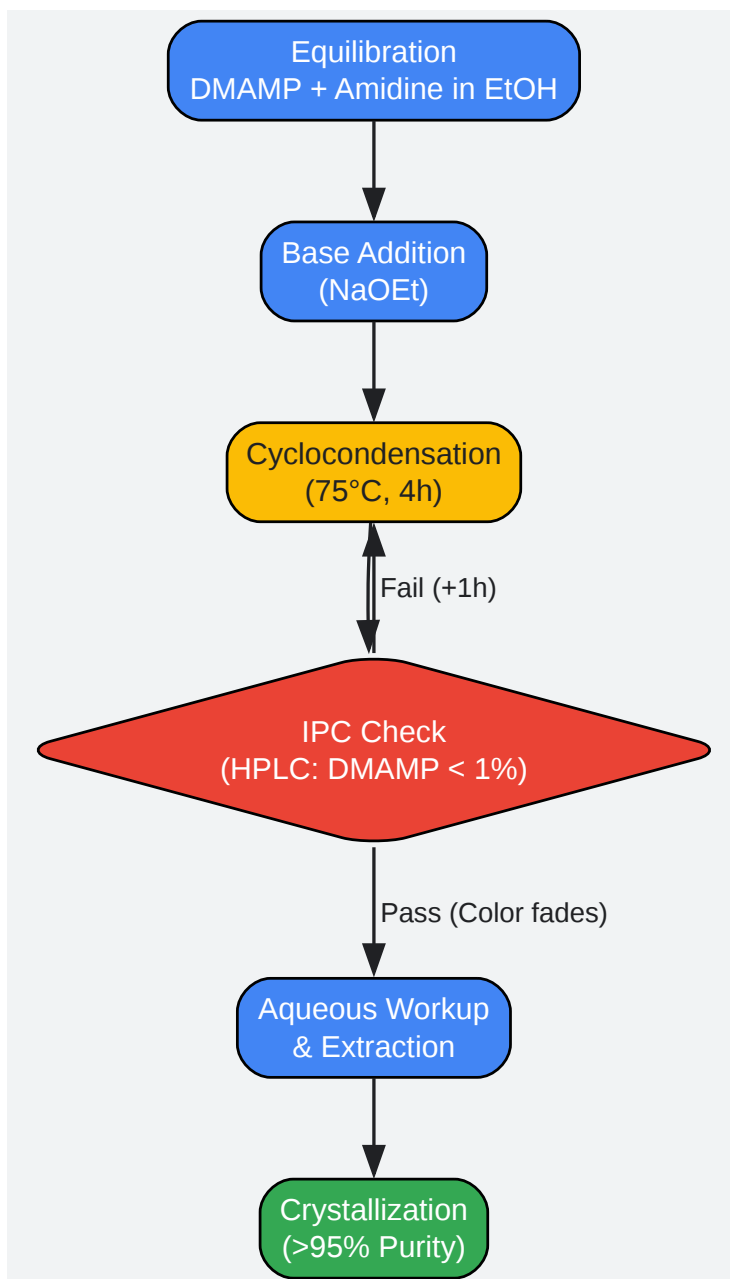 Equilibration
DMAMP + Amidine in EtOH
Base Addition
(NaOEt)
Cyclocondensation
(75°C, 4h)
Fail (+1h)
IPC Check
(HPLC: DMAMP < 1%)
Pass (Color fades)
Aqueous Workup
& Extraction
Crystallization
(>95% Purity)